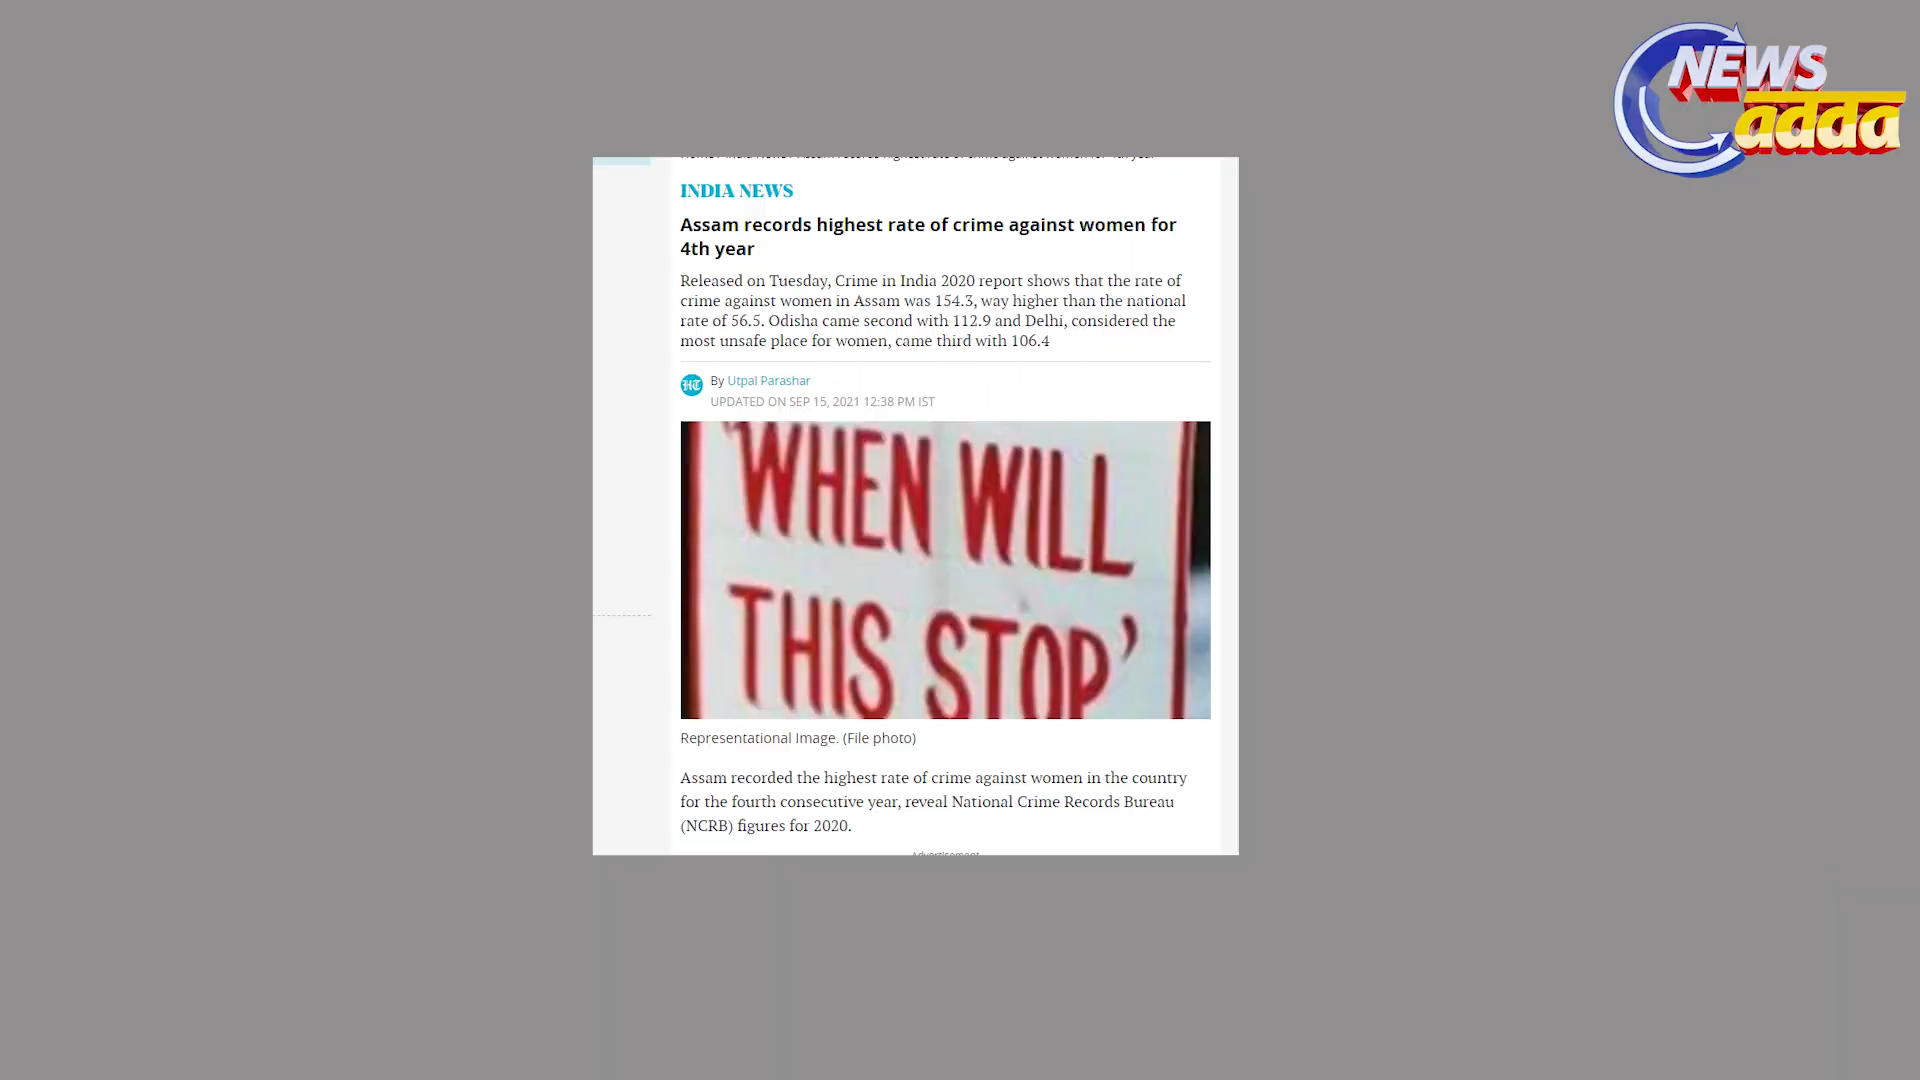 NEWS
adda
INDIA NEWS
Assam records highest rate of crime against women for
4th year
Released on Tuesday, Crime in India 2020 report shows that the rate of
crime against women in Assam was 154.3, way higher than the national
rate of 56.5. Odisha came second with 112.9 and Delhi, considered the
most unsafe place for women, came third with 106.4
HT
By Utpal Parashar
UPDATED ON SEP 15, 2021 12:38 PM IST
'WHEN WILL
THIS STOP'
Representational Image. (File photo)
Assam recorded the highest rate of crime against women in the country
for the fourth consecutive year, reveal National Crime Records Bureau
(NCRB) figures for 2020.
Advertisement